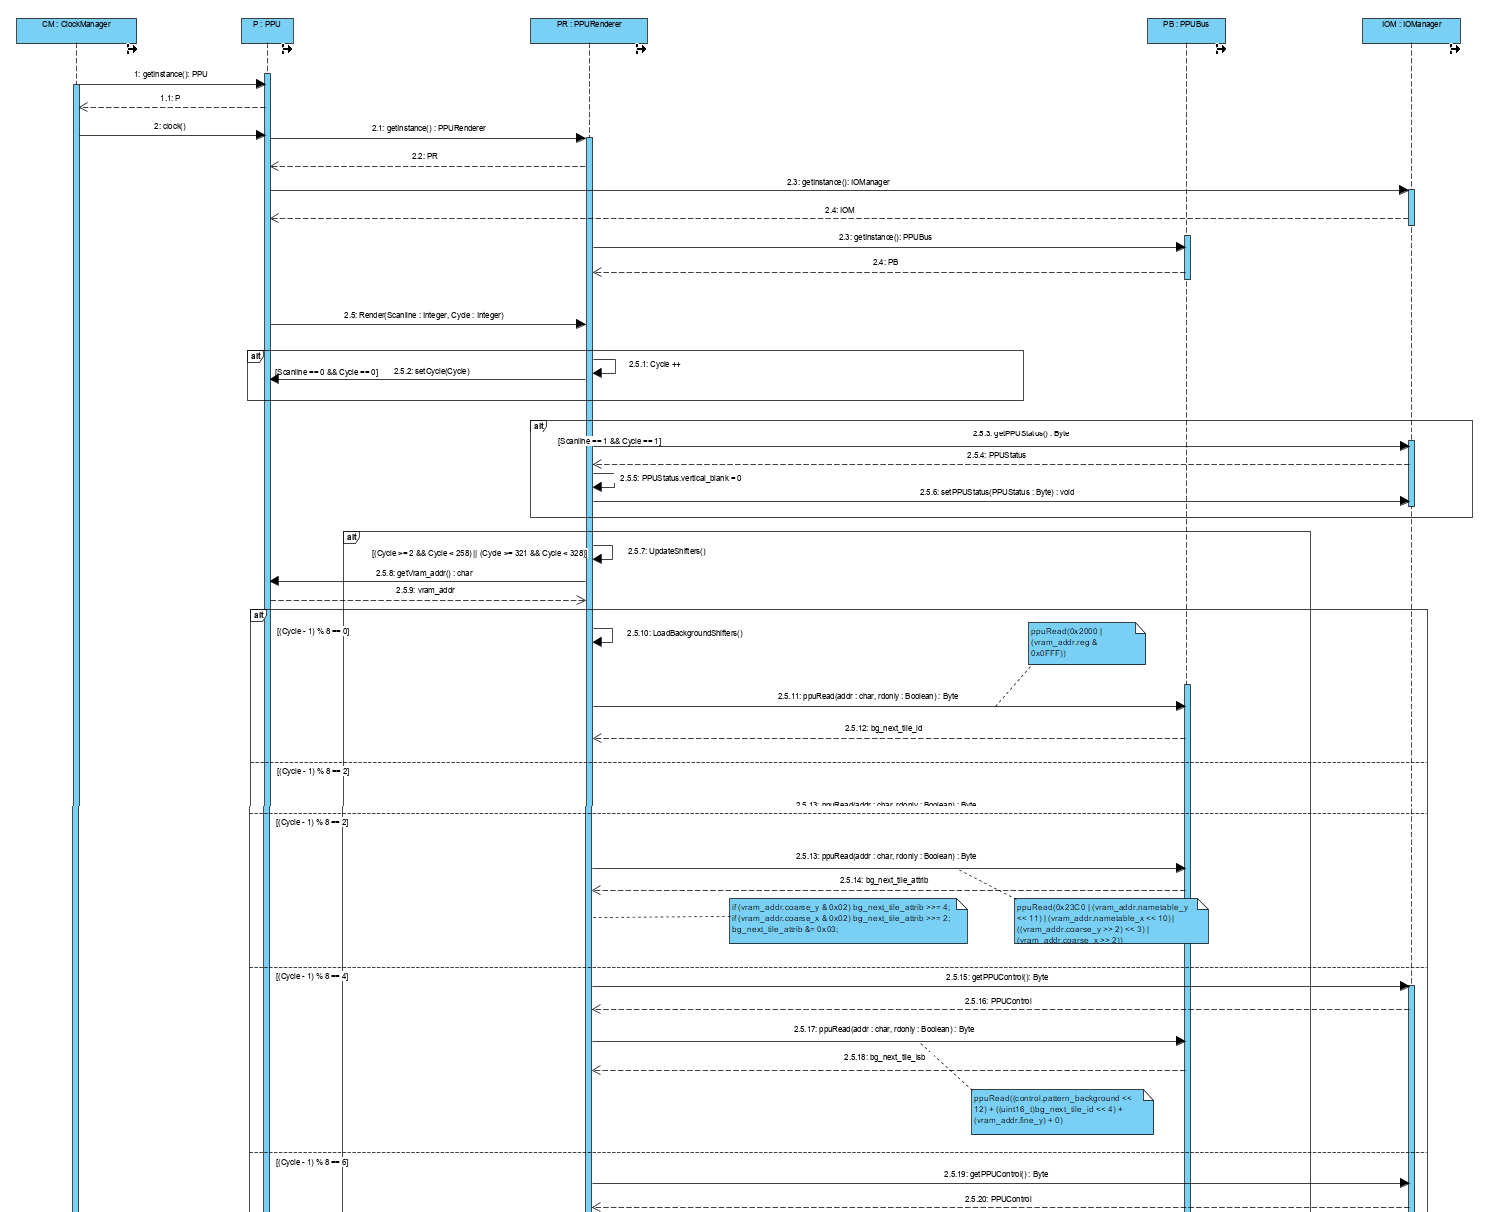 CM : ClockManager
P : PPU
PR : PPURenderer
PB : PPUBus
IOM : IOManager
1: getInstance(): PPU
1.1: P
2: clock()
2.1: getInstance() : PPURenderer
2.2: PR
2.3: getInstance(): IOManager
2.4: IOM
2.3: getInstance(): PPUBus
2.4: PB
2.5: Render(Scanline : Integer, Cycle : Integer)
alt
2.5.1: Cycle ++
[Scanline == 0 && Cycle == 0]
2.5.2: setCycle(Cycle)
alt
2.5.3: getPPUStatus() : Byte
[Scanline == 1 && Cycle == 1]
2.5.4: PPUStatus
2.5.5: PPUStatus.vertical_blank = 0
2.5.6: setPPUStatus(PPUStatus : Byte) : void
alt
[(Cycle >= 2 && Cycle < 258) || (Cycle >= 321 && Cycle < 328)]
2.5.7: UpdateShifters()
2.5.8: getVram_addr() : char
2.5.9: vram_addr
alt
[(Cycle - 1) % 8 == 0]
2.5.10: LoadBackgroundShifters()
ppuRead(0x2000 |
(vram_addr.reg &
0x0FFF))
2.5.11: ppuRead(addr : char, rdonly : Boolean) : Byte
2.5.12: bg_next_tile_id
[(Cycle - 1) % 8 == 2]
2.5.13: ppuRead(addr : char, rdonly : Boolean) : Byte
[(Cycle - 1) % 8 == 2]
2.5.13: ppuRead(addr : char, rdonly : Boolean) : Byte
2.5.14: bg_next_tile_attrib
if (vram_addr.coarse_y & 0x02) bg_next_tile_attrib >>= 4;
if (vram_addr.coarse_x & 0x02) bg_next_tile_attrib >>= 2;
bg_next_tile_attrib &= 0x03;
ppuRead(0x23C0 | (vram_addr.nametable_y
<< 11) | (vram_addr.nametable_x << 10) |
((vram_addr.coarse_y >> 2) << 3) |
(vram_addr.coarse_x >> 2))
[(Cycle - 1) % 8 == 4]
2.5.15: getPPUControl(): Byte
2.5.16: PPUControl
2.5.17: ppuRead(addr : char, rdonly : Boolean) : Byte
2.5.18: bg_next_tile_lsb
ppuRead((control.pattern_background <<
12) + ((uint16_t)bg_next_tile_id << 4) +
(vram_addr.fine_y) + 0)
[(Cycle - 1) % 8 == 6]
2.5.19: getPPUControl() : Byte
2.5.20: PPUControl